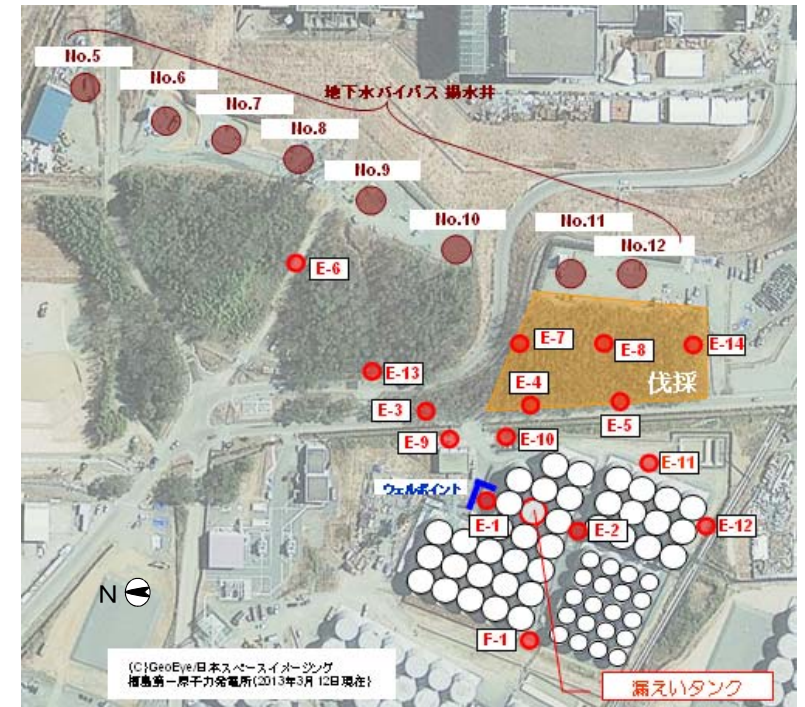 No.5
No.6
No.7
No.8
No.9
No.10
No.11
No.12
地下水バイパス 揚水井
E-6
E-7
E-8
E-14
E-13
E-4
伐採
E-3
E-5
E-9
E-10
E-11
ウェルポイント
E-1
E-2
E-12
N
F-1
(C)GeoEye/日本スペースイメージング
福島第一原子力発電所(2013年3月12日現在)
漏えいタンク